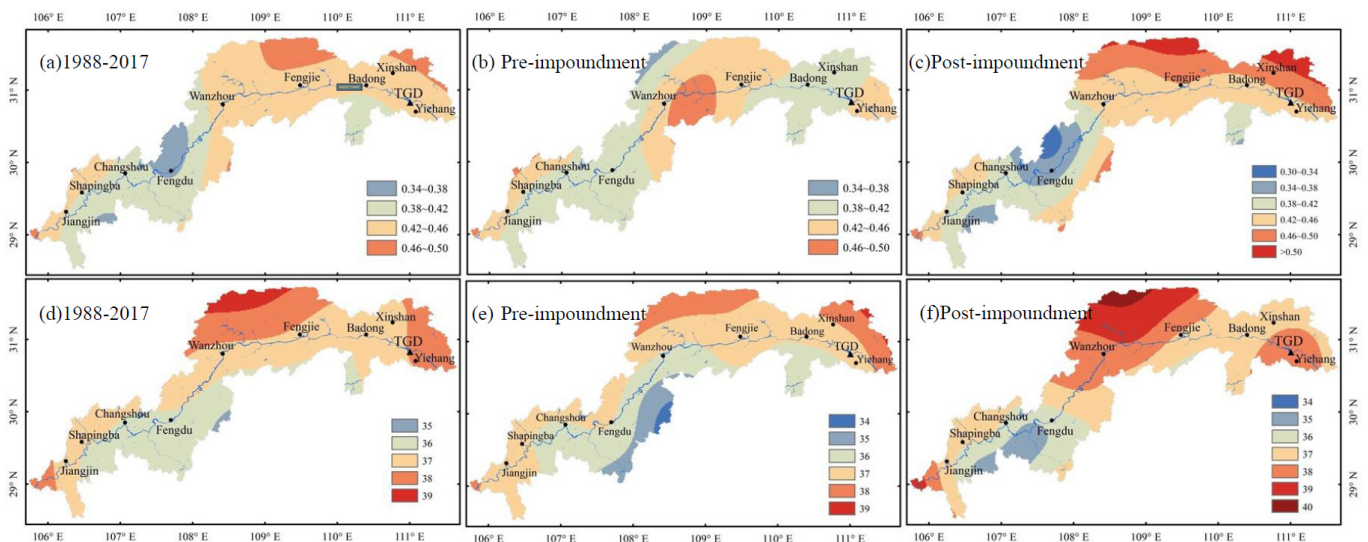 106° E 107° E 108° E 109° E 110° E 111° E 106° E 107° E 108° E 109° E 110° E 111° E 106° E 107° E 108° E 109° E 110° E 111° E
(a)1988-2017
Xinshan
Fengjie
Badong
TGD
Wanzhou
Yichang
Changshou
Fengdu
Shapingba
Jiangjin
31° N
30° N
29° N
0.34~0.38
0.38~0.42
0.42~0.46
0.46~0.50
(b) Pre-impoundment
Xinshan
Fengjie
Badong
TGD
Wanzhou
Yichang
Changshou
Fengdu
Shapingba
Jiangjin
0.34~0.38
0.38~0.42
0.42~0.46
0.46~0.50
(c)Post-impoundment
Xinshan
Fengjie
Badong
TGD
Wanzhou
Yichang
Changshou
Fengdu
Shapingba
Jiangjin
31° N
30° N
29° N
0.30~0.34
0.34~0.38
0.38~0.42
0.42~0.46
0.46~0.50
>0.50
(d)1988-2017
Xinshan
Fengjie
Badong
TGD
Wanzhou
Yichang
Changshou
Fengdu
Shapingba
Jiangjin
31° N
30° N
29° N
35
36
37
38
39
(e) Pre-impoundment
Xinshan
Fengjie
Badong
TGD
Wanzhou
Yichang
Changshou
Fengdu
Shapingba
Jiangjin
34
35
36
37
38
39
(f)Post-impoundment
Xinshan
Fengjie
Badong
TGD
Wanzhou
Yichang
Changshou
Fengdu
Shapingba
Jiangjin
31° N
30° N
29° N
34
35
36
37
38
39
40
106° E 107° E 108° E 109° E 110° E 111° E 106° E 107° E 108° E 109° E 110° E 111° E 106° E 107° E 108° E 109° E 110° E 111° E